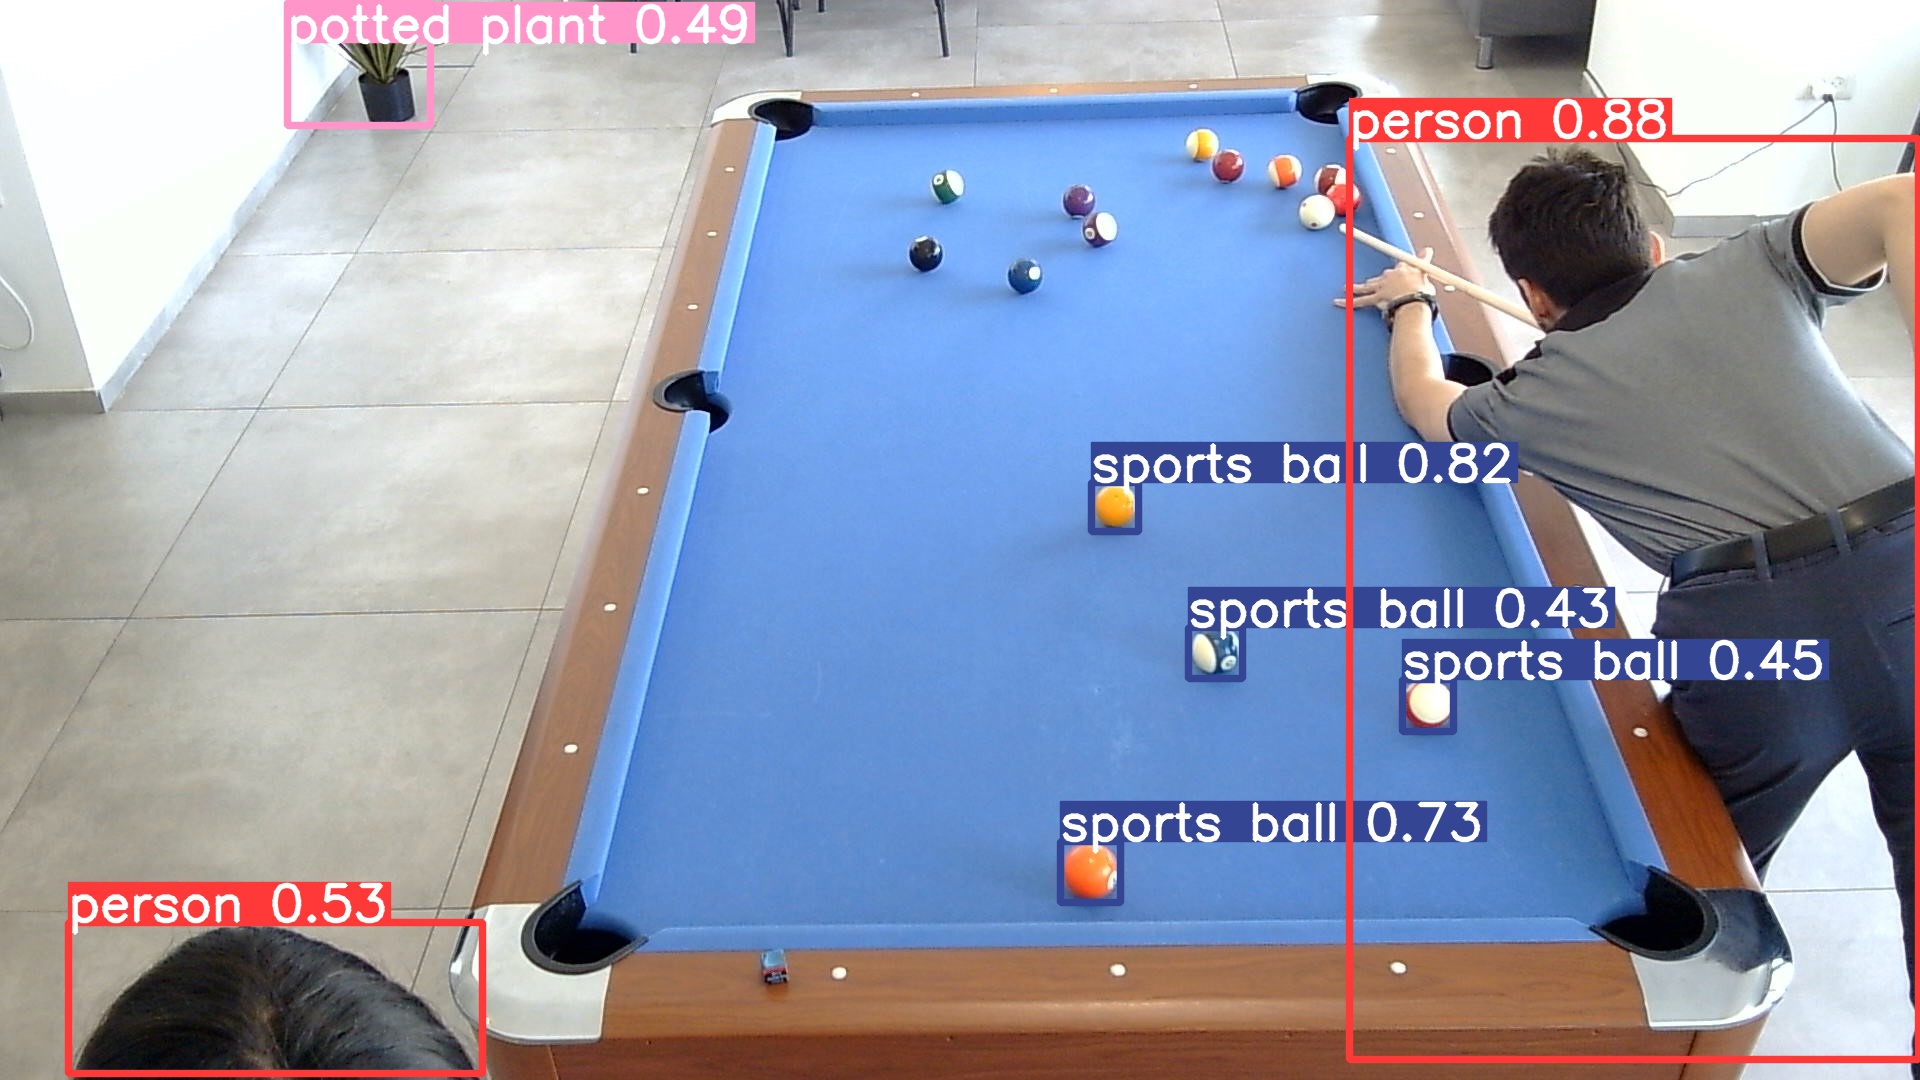 potted plant 0.49
person 0.88
sports ball 0.82
sports ball 0.43
sports ball 0.45
sports ball 0.73
person 0.53